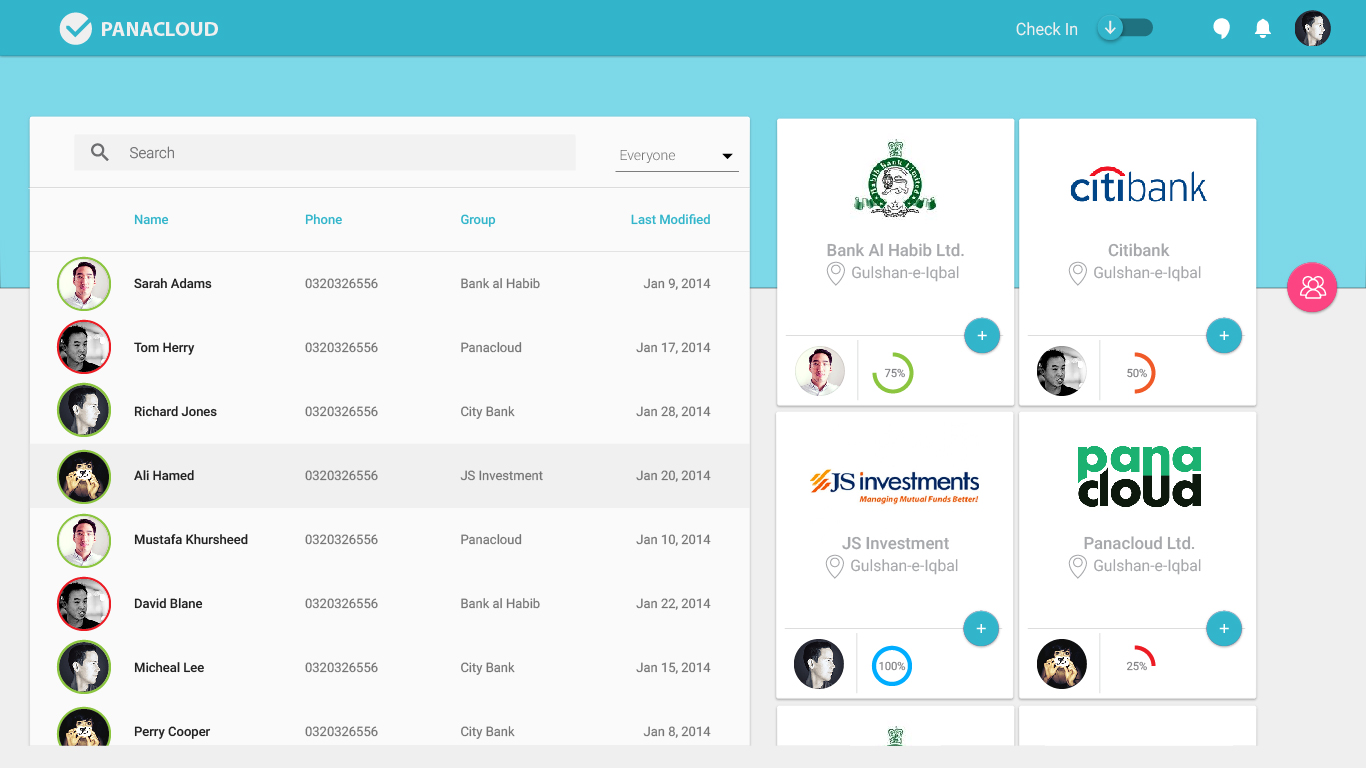 PANACLOUD
Check In
Search
Everyone
Name Phone Group Last Modified
Sarah Adams 0320326556 Bank al Habib Jan 9, 2014
Tom Herry 0320326556 Panacloud Jan 17, 2014
Richard Jones 0320326556 City Bank Jan 28, 2014
Ali Hamed 0320326556 JS Investment Jan 20, 2014
Mustafa Khursheed 0320326556 Panacloud Jan 10, 2014
David Blane 0320326556 Bank al Habib Jan 22, 2014
Micheal Lee 0320326556 City Bank Jan 15, 2014
Perry Cooper 0320326556 City Bank Jan 8, 2014
Habib Bank Limited
Bank Al Habib Ltd.
Gulshan-e-Iqbal
+
75%
citibank
Citibank
Gulshan-e-Iqbal
+
50%
JS investments
Managing Mutual Funds Better!
JS Investment
Gulshan-e-Iqbal
+
100%
pana
cloud
Panacloud Ltd.
Gulshan-e-Iqbal
+
25%